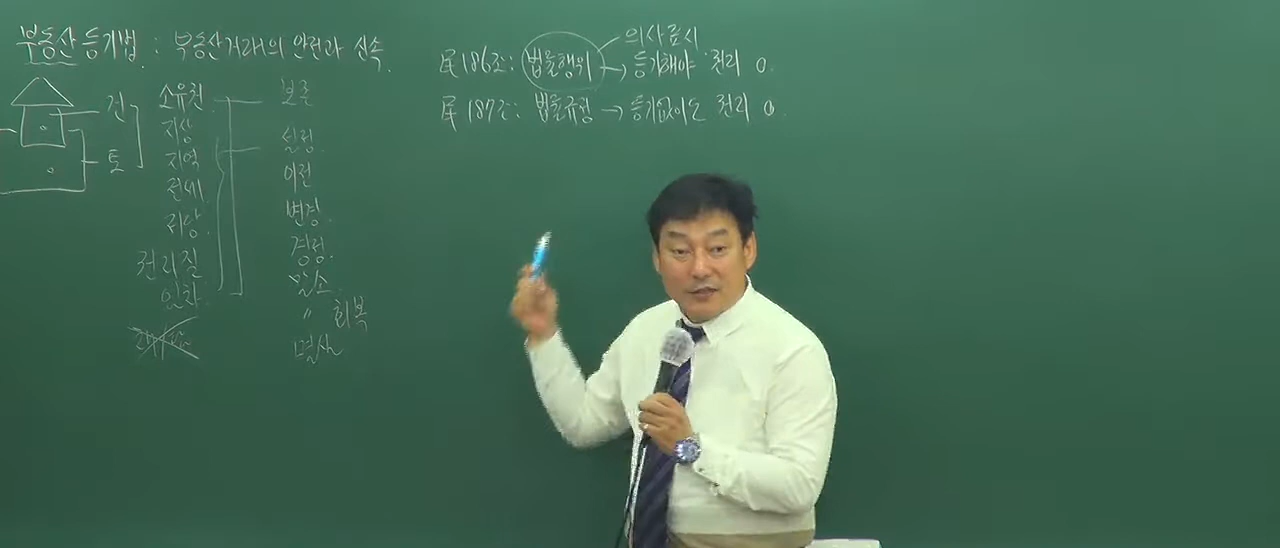 부동산 등기법 : 부동산거래의 안전과 신속.
건
토
소유권
지상
지역
전세
저당
권리질
임차
보존
설정.
이전
변경.
경정.
말소.
〃 회복
멸실
의사표시
民 186조 : 법률행위 → 등기해야 권리 0.
民 187조 : 법률규정 → 등기없이도 권리 0.